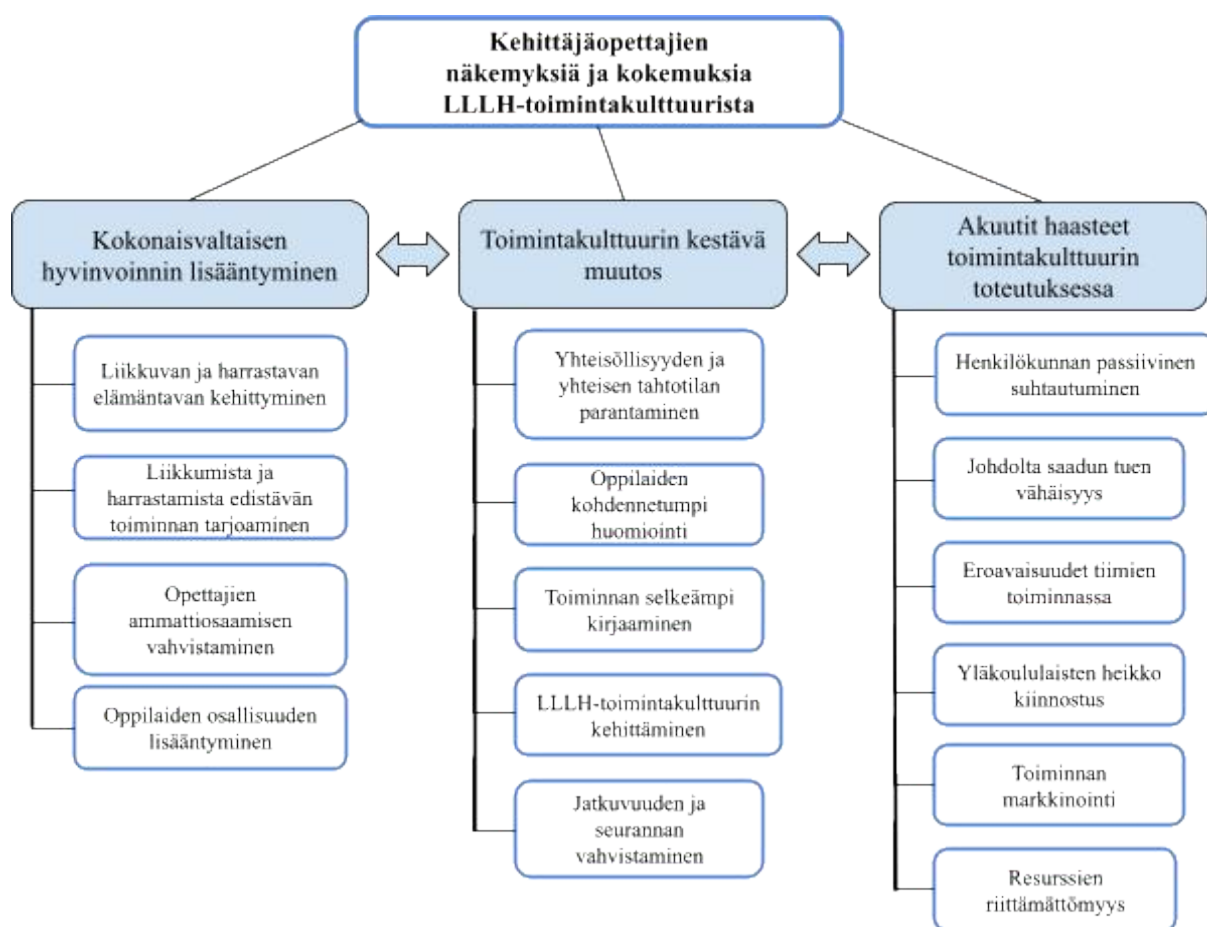 Kehittäjäopettajien
näkemyksiä ja kokemuksia
LLLH-toimintakulttuurista
Kokonaisvaltaisen
hyvinvoinnin lisääntyminen
Liikkuvan ja harrastavan
elämäntavan kehittyminen
Liikkumista ja
harrastamista edistävän
toiminnan tarjoaminen
Opettajien
ammattiosaamisen
vahvistaminen
Oppilaiden osallisuuden
lisääntyminen
Toimintakulttuurin kestävä
muutos
Yhteisöllisyyden ja
yhteisen tahtotilan
parantaminen
Oppilaiden
kohdennetumpi
huomiointi
Toiminnan selkeämpi
kirjaaminen
LLLH-toimintakulttuurin
kehittäminen
Jatkuvuuden ja
seurannan
vahvistaminen
Akuutit haasteet
toimintakulttuurin
toteutuksessa
Henkilökunnan passiivinen
suhtautuminen
Johdolta saadun tuen
vähäisyys
Eroavaisuudet tiimien
toiminnassa
Yläkoululaisten heikko
kiinnostus
Toiminnan
markkinointi
Resurssien
riittämättömyys